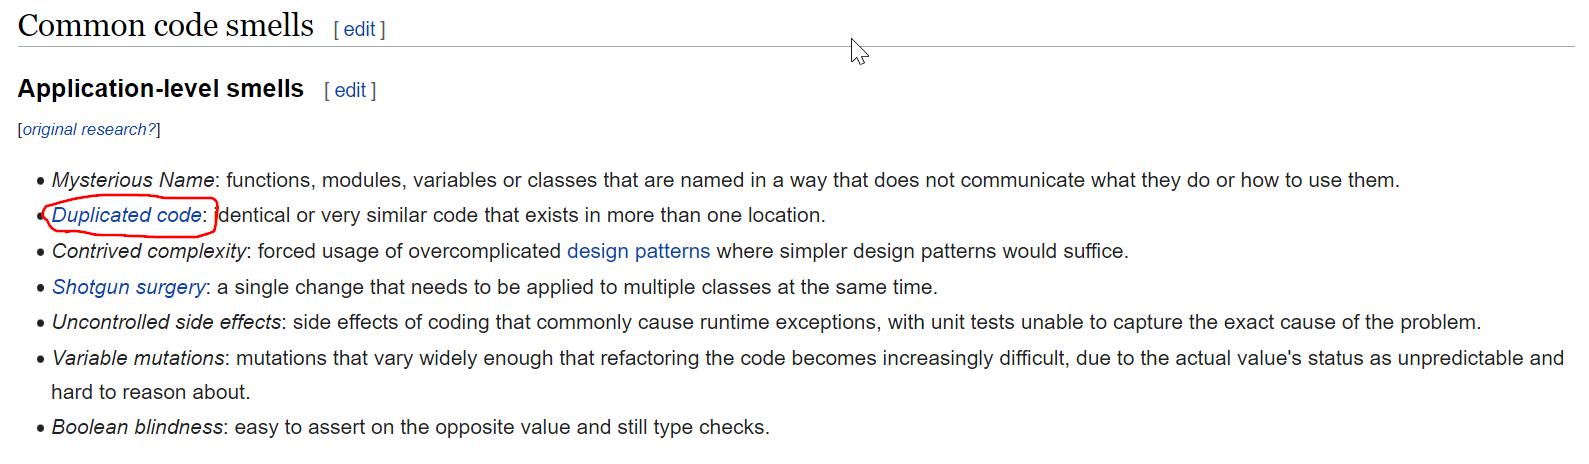 Common code smells [ edit ]
Application-level smells [ edit ]
[original research?]
• Mysterious Name: functions, modules, variables or classes that are named in a way that does not communicate what they do or how to use them.
• Duplicated code: identical or very similar code that exists in more than one location.
• Contrived complexity: forced usage of overcomplicated design patterns where simpler design patterns would suffice.
• Shotgun surgery: a single change that needs to be applied to multiple classes at the same time.
• Uncontrolled side effects: side effects of coding that commonly cause runtime exceptions, with unit tests unable to capture the exact cause of the problem.
• Variable mutations: mutations that vary widely enough that refactoring the code becomes increasingly difficult, due to the actual value's status as unpredictable and
hard to reason about.
• Boolean blindness: easy to assert on the opposite value and still type checks.